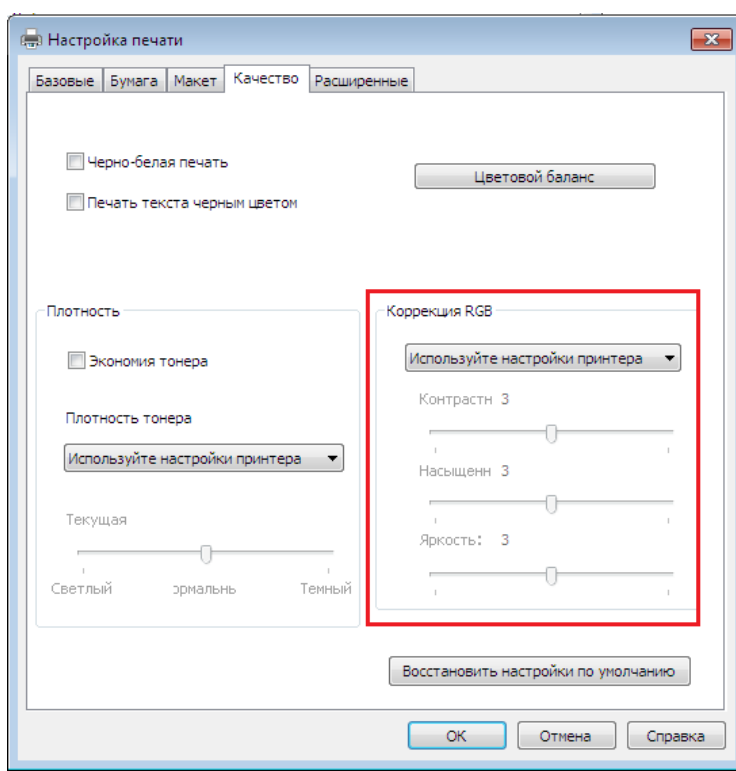 Настройка печати
Базовые Бумага Макет Качество Расширенные
Черно-белая печать
Цветовой баланс
Печать текста черным цветом
Плотность
Экономия тонера
Плотность тонера
Используйте настройки принтера
Текущая
Светлый ормальнь Темный
Коррекция RGB
Используйте настройки принтера
Контрастн 3
Насыщенн 3
Яркость: 3
Восстановить настройки по умолчанию
OK Отмена Справка